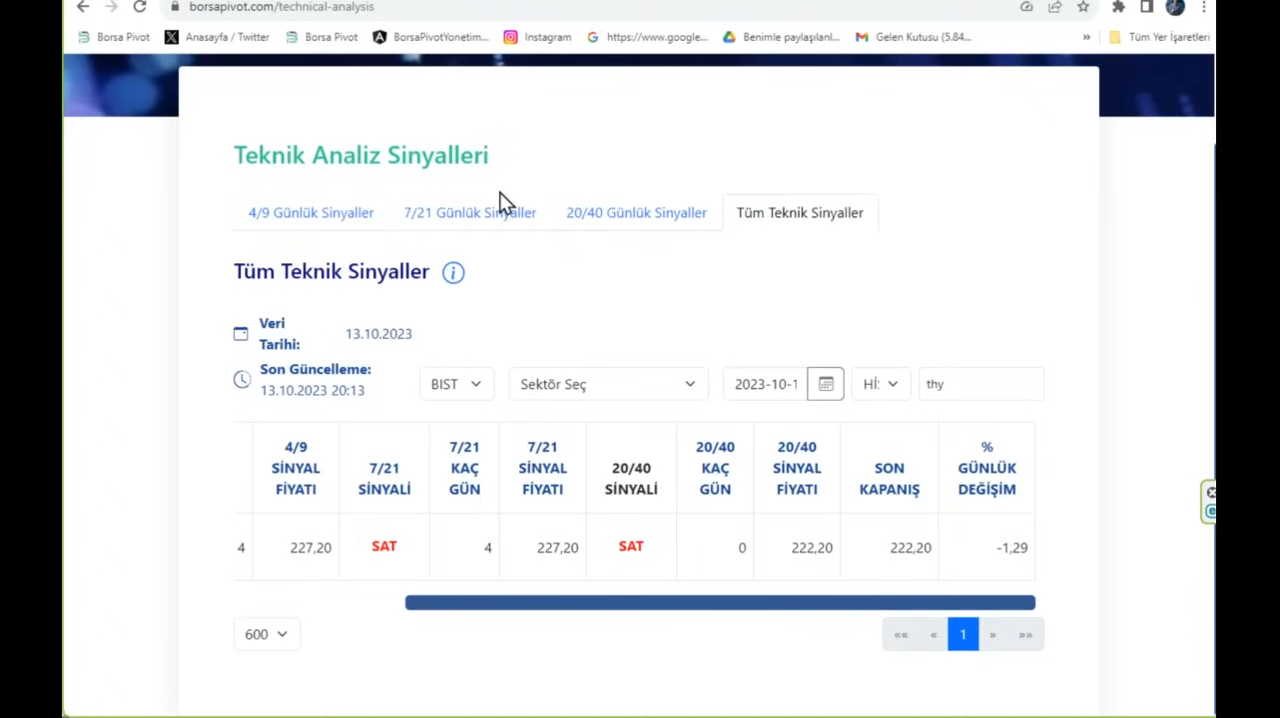 borsapivot.com/technical-analysis
Borsa Pivot Anasayfa / Twitter Borsa Pivot BorsaPivotYonetim... Instagram https://www.google... Benimle paylaşılanl... Gelen Kutusu (5.84... » Tüm Yer İşaretleri
Teknik Analiz Sinyalleri
4/9 Günlük Sinyaller 7/21 Günlük Sinyaller 20/40 Günlük Sinyaller Tüm Teknik Sinyaller
Tüm Teknik Sinyaller
Veri
Tarihi:
13.10.2023
Son Güncelleme:
13.10.2023 20:13
BIST Sektör Seç 2023-10-1 Hİ: thy
4/9
SİNYAL
FİYATI
7/21
SİNYALİ
7/21
KAÇ
GÜN
7/21
SİNYAL
FİYATI
20/40
SİNYALİ
20/40
KAÇ
GÜN
20/40
SİNYAL
FİYATI
SON
KAPANIŞ
%
GÜNLÜK
DEĞİŞİM
4 227,20 SAT 4 227,20 SAT 0 222,20 222,20 -1,29
600 «« « 1 » »»